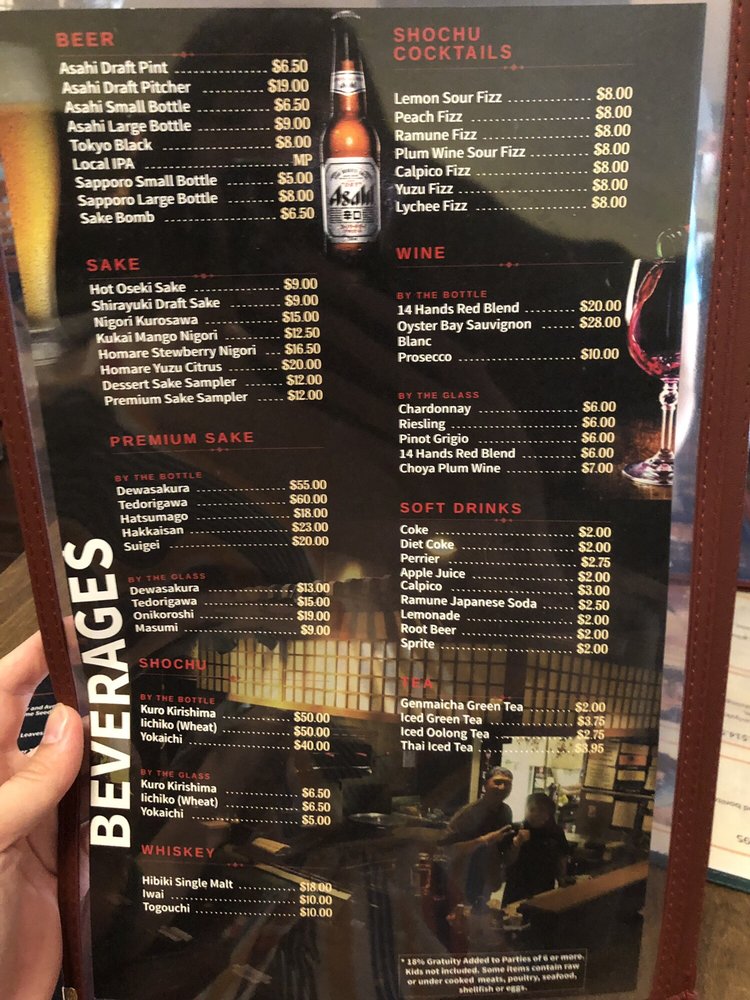 BEER
Asahi Draft Pint ........ $6.50
Asahi Draft Pitcher ........ $19.00
Asahi Small Bottle ........ $6.50
Asahi Large Bottle ........ $9.00
Tokyo Black ........ $8.00
Local IPA ........ MP
Sapporo Small Bottle ........ $5.00
Sapporo Large Bottle ........ $8.00
Sake Bomb ........ $6.50
Asahi
SAKE
Hot Oseki Sake ........ $9.00
Shirayuki Draft Sake ........ $9.00
Nigori Kurosawa ........ $15.00
Kukai Mango Nigori ........ $12.50
Homare Stewberry Nigori ........ $16.50
Homare Yuzu Citrus ........ $20.00
Dessert Sake Sampler ........ $12.00
Premium Sake Sampler ........ $12.00
PREMIUM SAKE
BY THE BOTTLE
Dewasakura ........ $55.00
Tedorigawa ........ $60.00
Hatsumago ........ $18.00
Hakkaisan ........ $23.00
Suigei ........ $20.00
BY THE GLASS
Dewasakura ........ $13.00
Tedorigawa ........ $15.00
Onikoroshi ........ $19.00
Masumi ........ $9.00
SHOCHU
BY THE BOTTLE
Kuro Kirishima ........ $50.00
Iichiko (Wheat) ........ $50.00
Yokaichi ........ $40.00
BY THE GLASS
Kuro Kirishima ........ $6.50
Iichiko (Wheat) ........ $6.50
Yokaichi ........ $5.00
WHISKEY
Hibiki Single Malt ........ $18.00
Iwai ........ $10.00
Togouchi ........ $10.00
BEVERAGES
SHOCHU
COCKTAILS
Lemon Sour Fizz ........ $8.00
Peach Fizz ........ $8.00
Ramune Fizz ........ $8.00
Plum Wine Sour Fizz ........ $8.00
Calpico Fizz ........ $8.00
Yuzu Fizz ........ $8.00
Lychee Fizz ........ $8.00
WINE
BY THE BOTTLE
14 Hands Red Blend ........ $20.00
Oyster Bay Sauvignon ........ $28.00
Blanc
Prosecco ........ $10.00
BY THE GLASS
Chardonnay ........ $6.00
Riesling ........ $6.00
Pinot Grigio ........ $6.00
14 Hands Red Blend ........ $6.00
Choya Plum Wine ........ $7.00
SOFT DRINKS
Coke ........ $2.00
Diet Coke ........ $2.00
Perrier ........ $2.75
Apple Juice ........ $2.00
Calpico ........ $3.00
Ramune Japanese Soda ........ $2.50
Lemonade ........ $2.00
Root Beer ........ $2.00
Sprite ........ $2.00
TEA
Genmaicha Green Tea ........ $2.00
Iced Green Tea ........ $3.75
Iced Oolong Tea ........ $2.75
Thai Iced Tea ........ $3.95
* 18% Gratuity Added to Parties of 6 or more.
Kids not included. Some items contain raw
or under cooked meats, poultry, seafood,
shellfish or eggs.